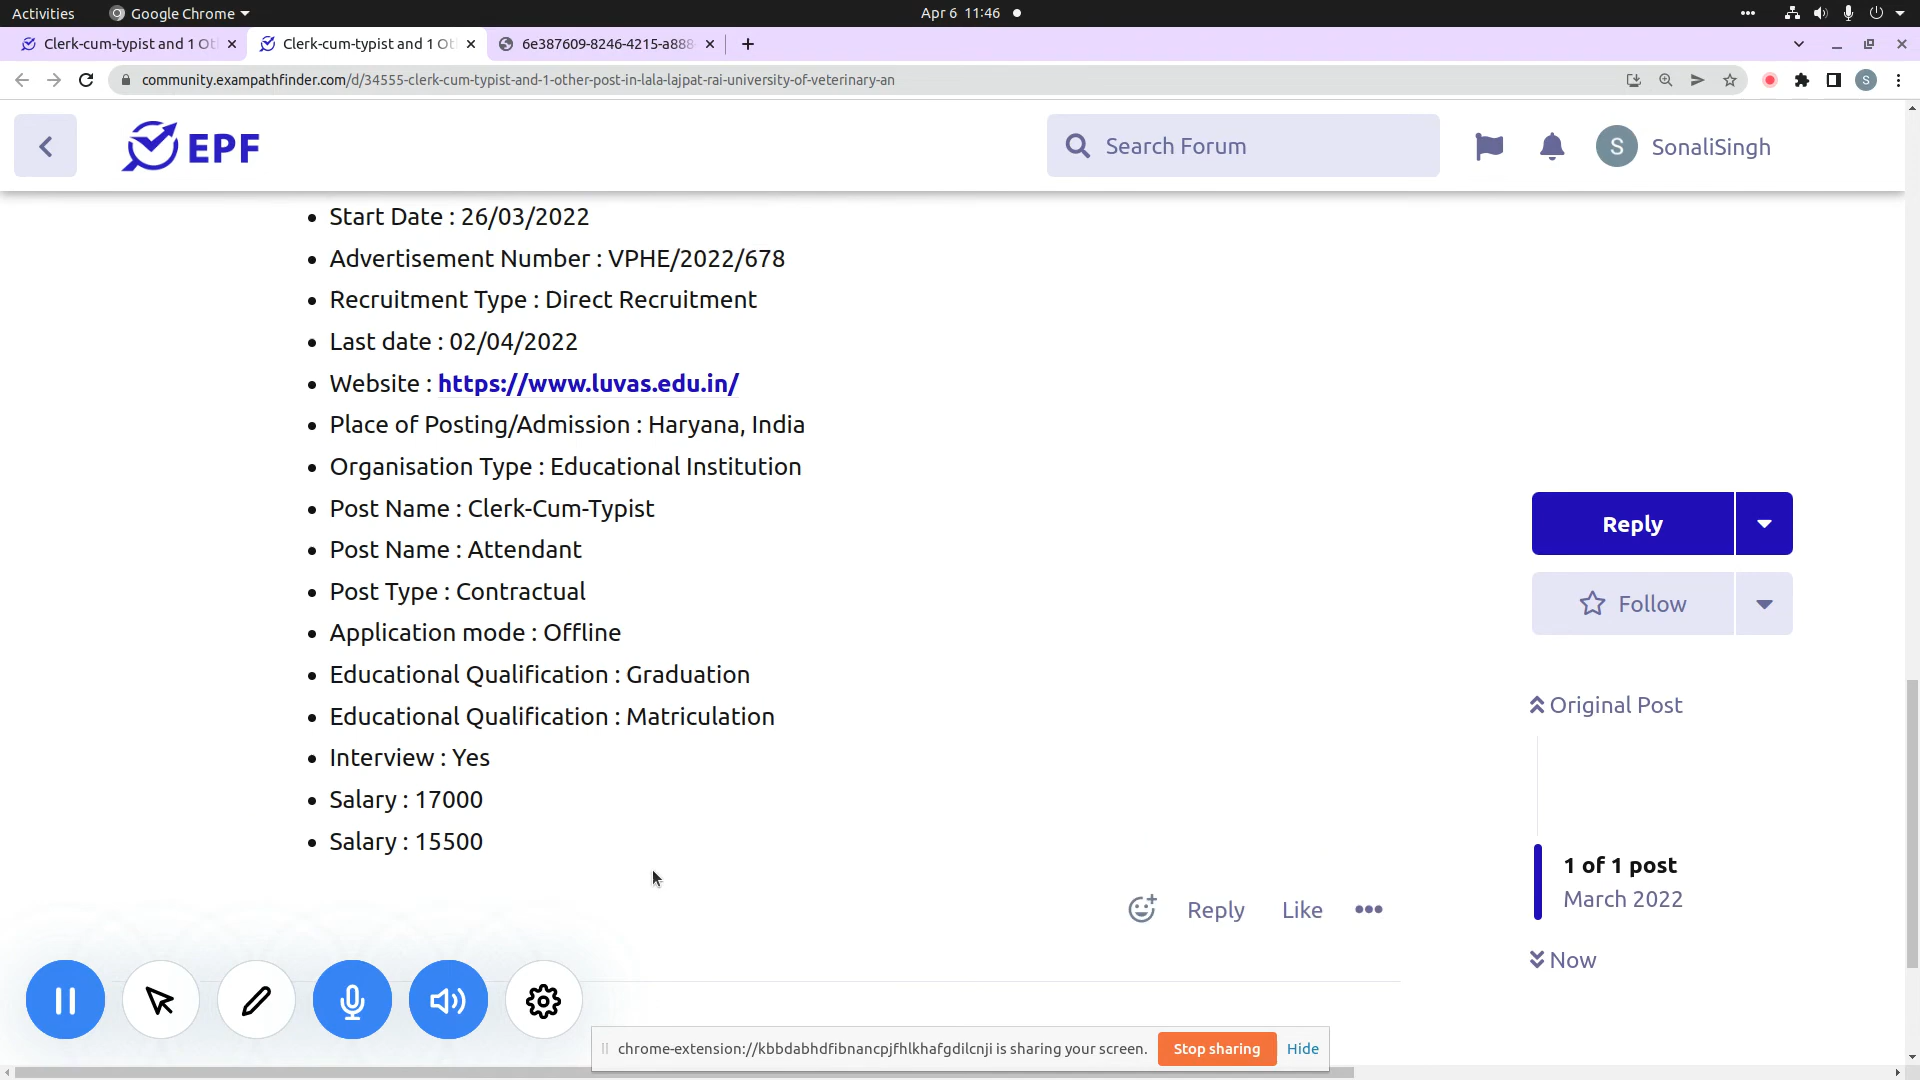 Activities
Google Chrome
Apr 6 11:46
Clerk-cum-typist and 1 Ot
Clerk-cum-typist and 1 Ot
6e387609-8246-4215-a888
community.exampathfinder.com/d/34555-clerk-cum-typist-and-1-other-post-in-lala-lajpat-rai-university-of-veterinary-an
S
EPF
Search Forum
S
SonaliSingh
• Start Date : 26/03/2022
• Advertisement Number : VPHE/2022/678
• Recruitment Type : Direct Recruitment
• Last date : 02/04/2022
• Website : https://www.luvas.edu.in/
• Place of Posting/Admission : Haryana, India
• Organisation Type : Educational Institution
• Post Name : Clerk-Cum-Typist
• Post Name : Attendant
• Post Type : Contractual
• Application mode : Offline
• Educational Qualification : Graduation
• Educational Qualification : Matriculation
• Interview : Yes
• Salary : 17000
• Salary : 15500
Reply
Follow
Original Post
1 of 1 post
March 2022
Now
Reply
Like
chrome-extension://kbbdabhdfibnancpjfhlkhafgdilcnji is sharing your screen.
Stop sharing
Hide